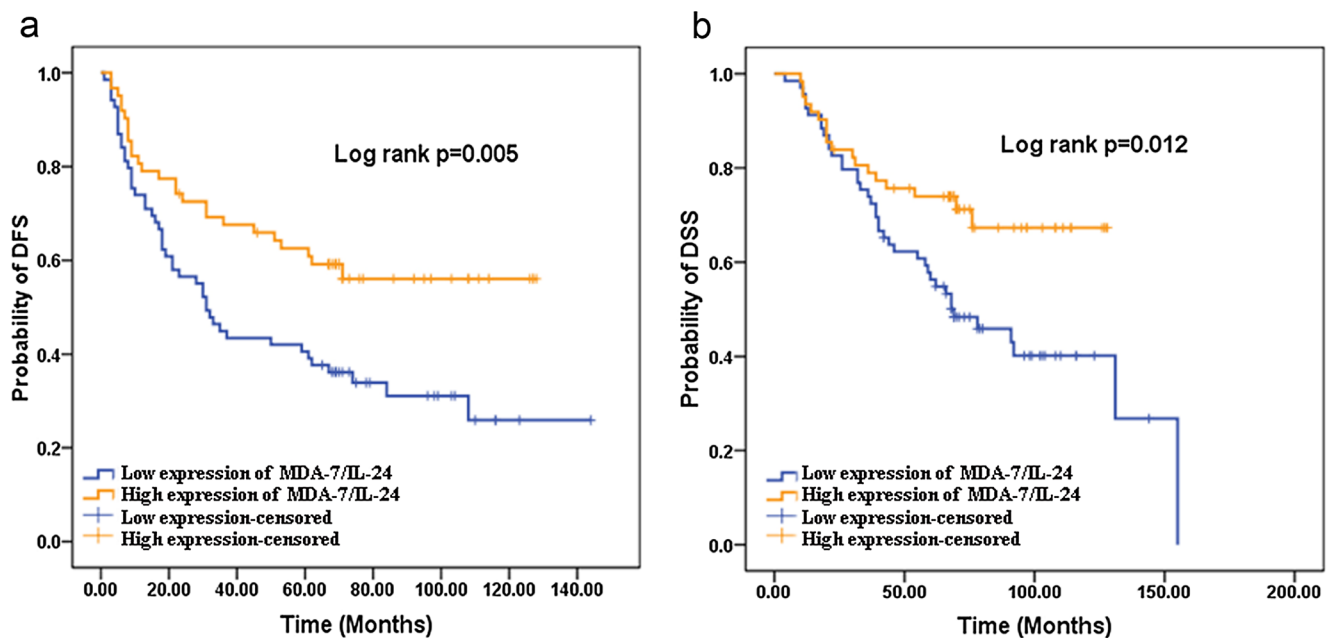 a
Probability of DFS
1.0
0.8
0.6
0.4
0.2
0.0
Log rank p=0.005
Low expression of MDA-7/IL-24
High expression of MDA-7/IL-24
Low expression-censored
High expression-censored
0.00 20.00 40.00 60.00 80.00 100.00 120.00 140.00
Time (Months)
b
Probability of DSS
1.0
0.8
0.6
0.4
0.2
0.0
Log rank p=0.012
Low expression of MDA-7/IL-24
High expression of MDA-7/IL-24
Low expression-censored
High expression-censored
0.00 50.00 100.00 150.00 200.00
Time (Months)